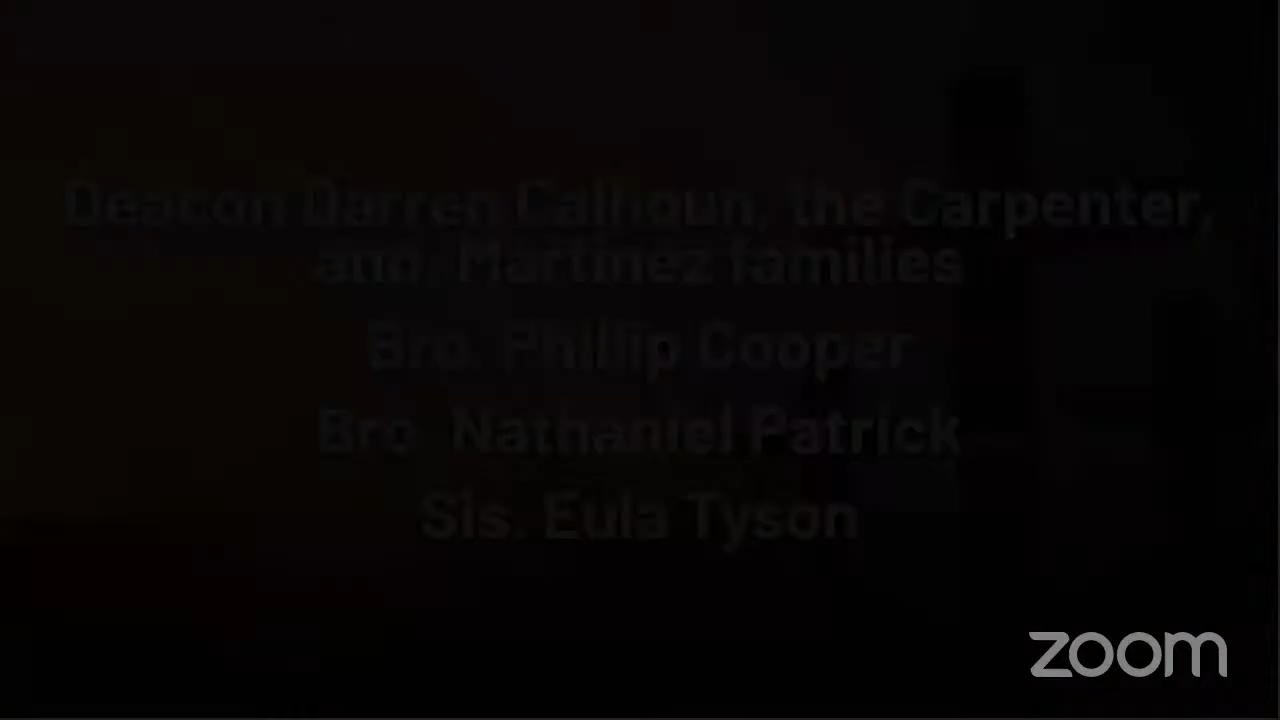 Deacon Darren Calhoun, the Carpenter,
and, Martinez families
Bro. Phillip Cooper
Bro. Nathaniel Patrick
Sis. Eula Tyson
zoom